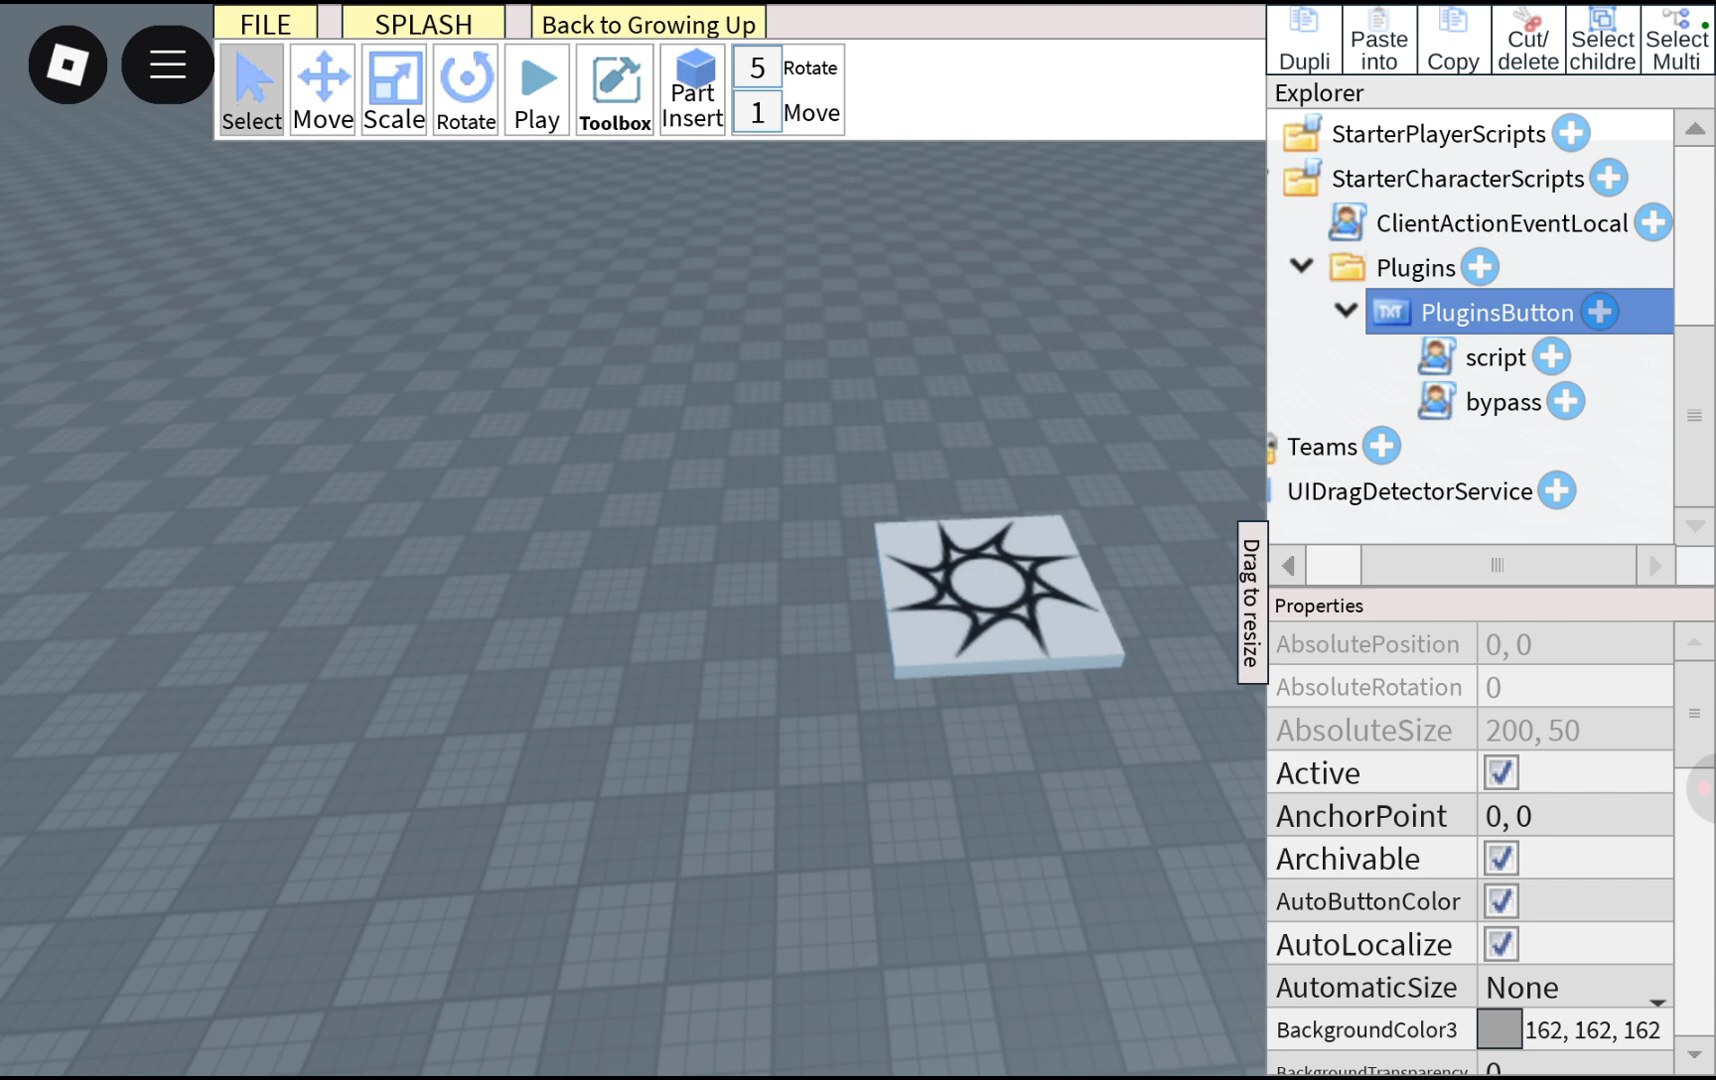 FILE
SPLASH
Back to Growing Up
Select
Move
Scale
Rotate
Play
Toolbox
Part
Insert
5 Rotate
1 Move
Dupli
Paste
into
Copy
Cut/
delete
Select
childre
Select
Multi
Explorer
StarterPlayerScripts
StarterCharacterScripts
ClientActionEventLocal
Plugins
TXT PluginsButton
script
bypass
Teams
UIDragDetectorService
Drag to resize
Properties
AbsolutePosition 0, 0
AbsoluteRotation 0
AbsoluteSize 200, 50
Active
AnchorPoint 0, 0
Archivable
AutoButtonColor
AutoLocalize
AutomaticSize None
BackgroundColor3 162, 162, 162
BackgroundTransparency 0